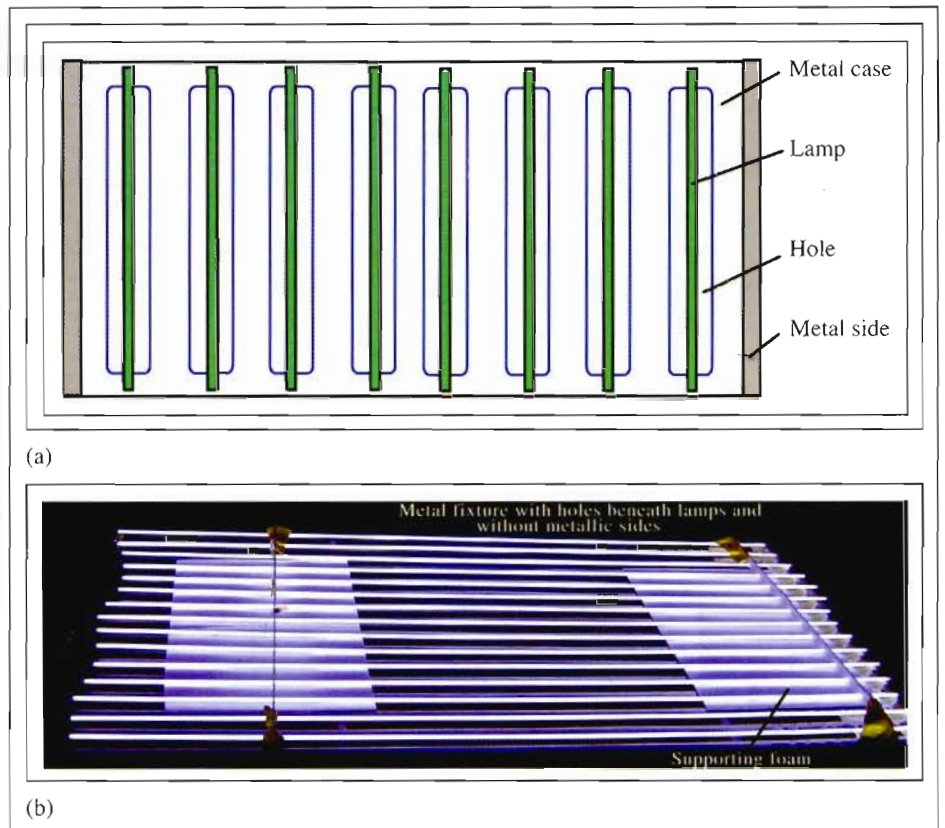 Metal case
Lamp
Hole
Metal side
(a)
Metal fixture with holes beneath lamps and
without metallic sides
Supporting foam
(b)